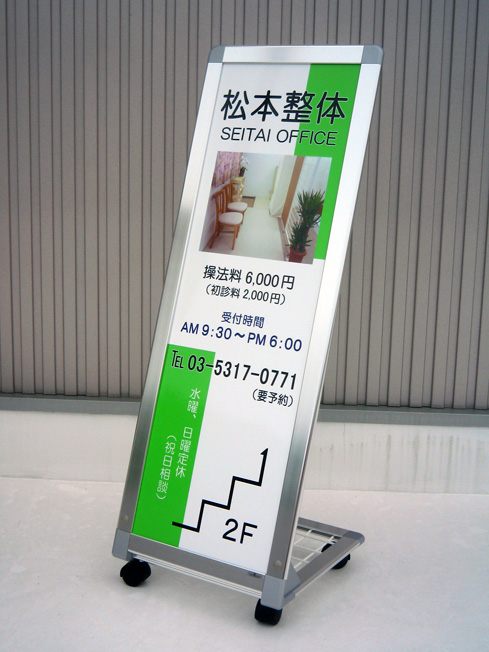 松本整体
SEITAI OFFICE
操法料 6,000円
（初診料 2,000円）
受付時間
AM 9:30～PM 6:00
TEL 03-5317-0771
（要予約）
水曜、日曜定休
（祝日相談）
2F